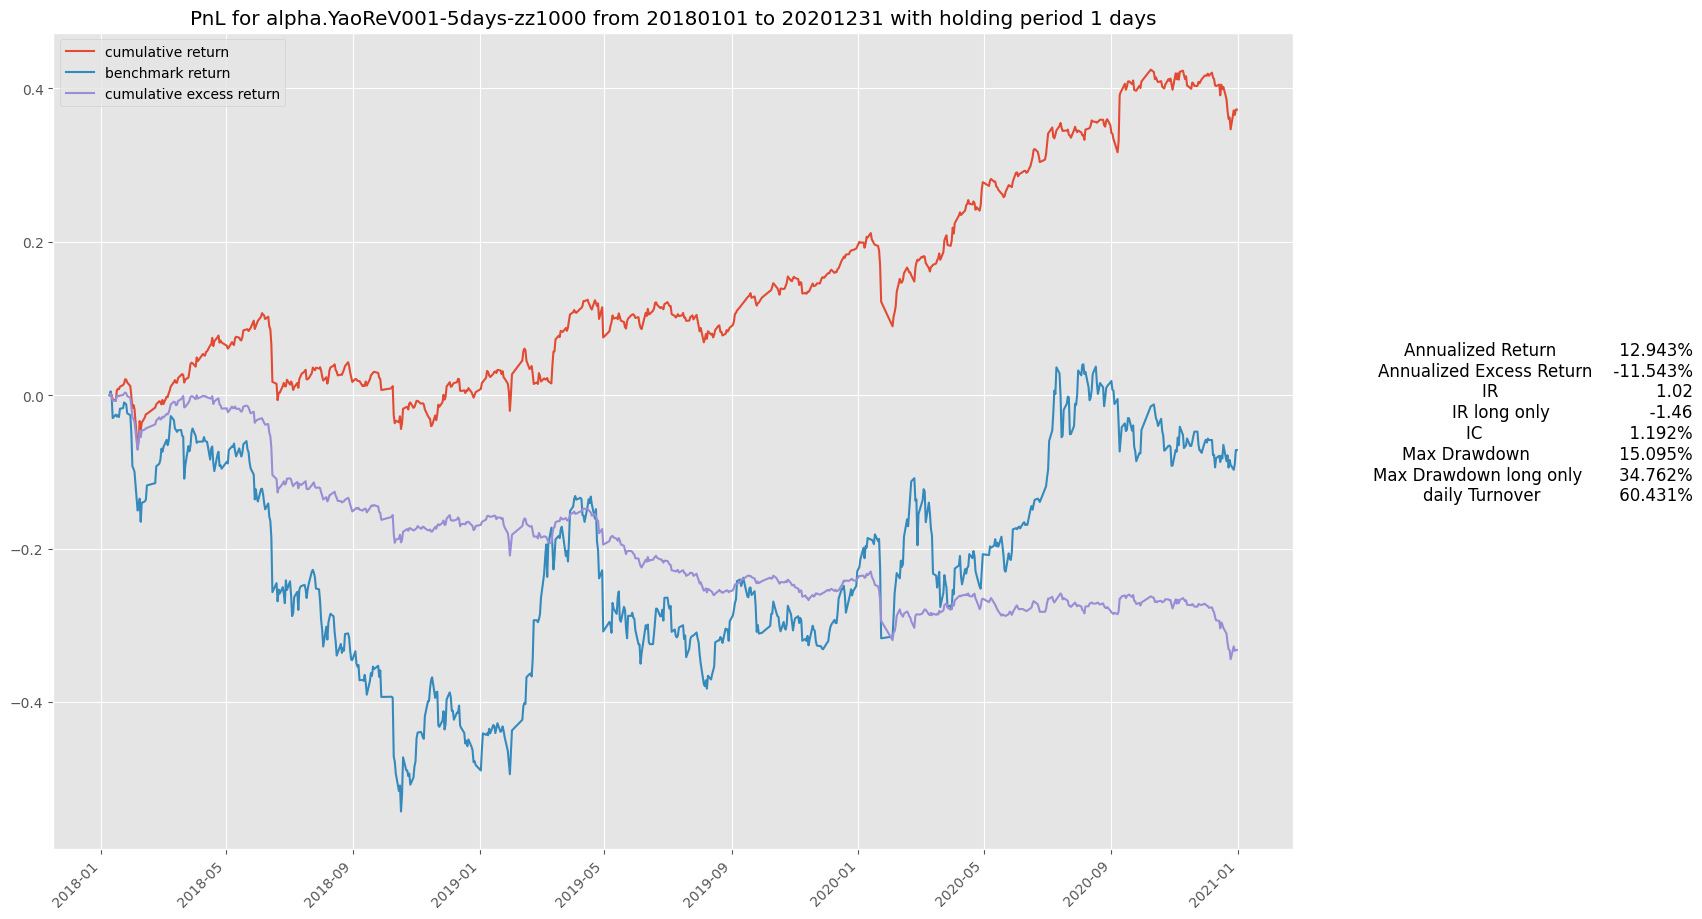 PnL for alpha.YaoReV001-5days-zz1000 from 20180101 to 20201231 with holding period 1 days
cumulative return
benchmark return
cumulative excess return
0.4
0.2
0.0
−0.2
−0.4
2018-01
2018-05
2018-09
2019-01
2019-05
2019-09
2020-01
2020-05
2020-09
2021-01
Annualized Return 12.943%
Annualized Excess Return -11.543%
IR 1.02
IR long only -1.46
IC 1.192%
Max Drawdown 15.095%
Max Drawdown long only 34.762%
daily Turnover 60.431%